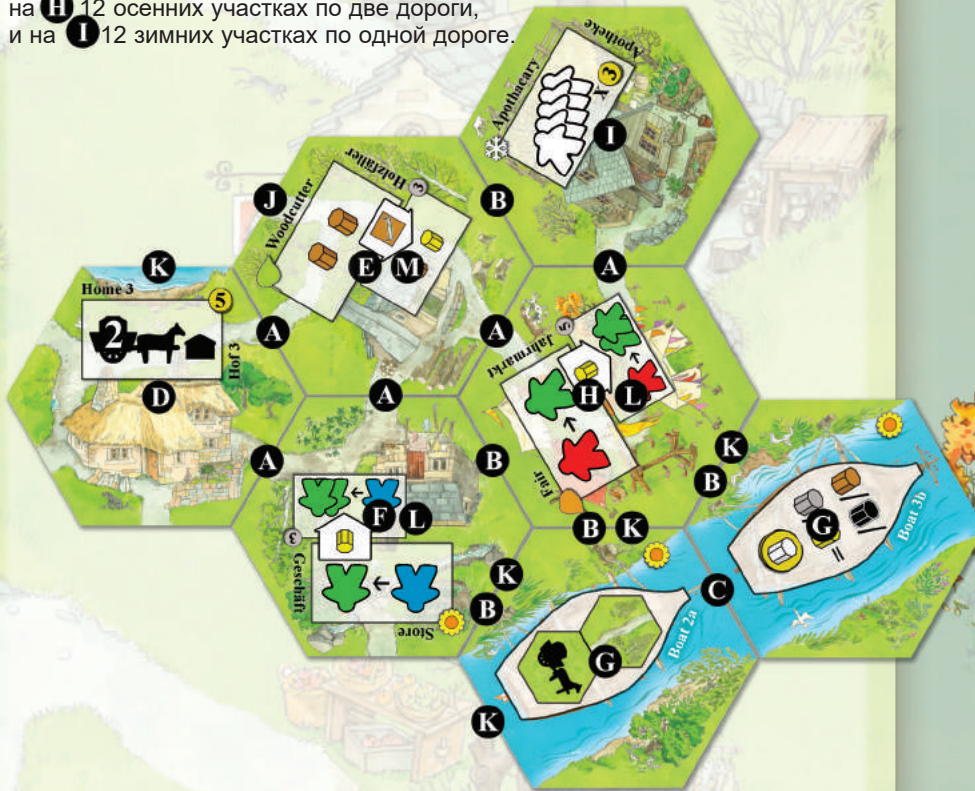 на H 12 осенних участках по две дороги,
и на I 12 зимних участках по одной дороге.
Apotheke
Apothacary
x 3
I
Holzfäller
3
J
Woodcutter
B
E M
K
A
Home 3
5
2
Hof 3
A
A
D
Jahrmarkt
5
H L
A
A
B
Fair
K
B
B K
F L
3
Geschäft
K
B
Store
G
Boat 3b
C
Boat 2a
G
K